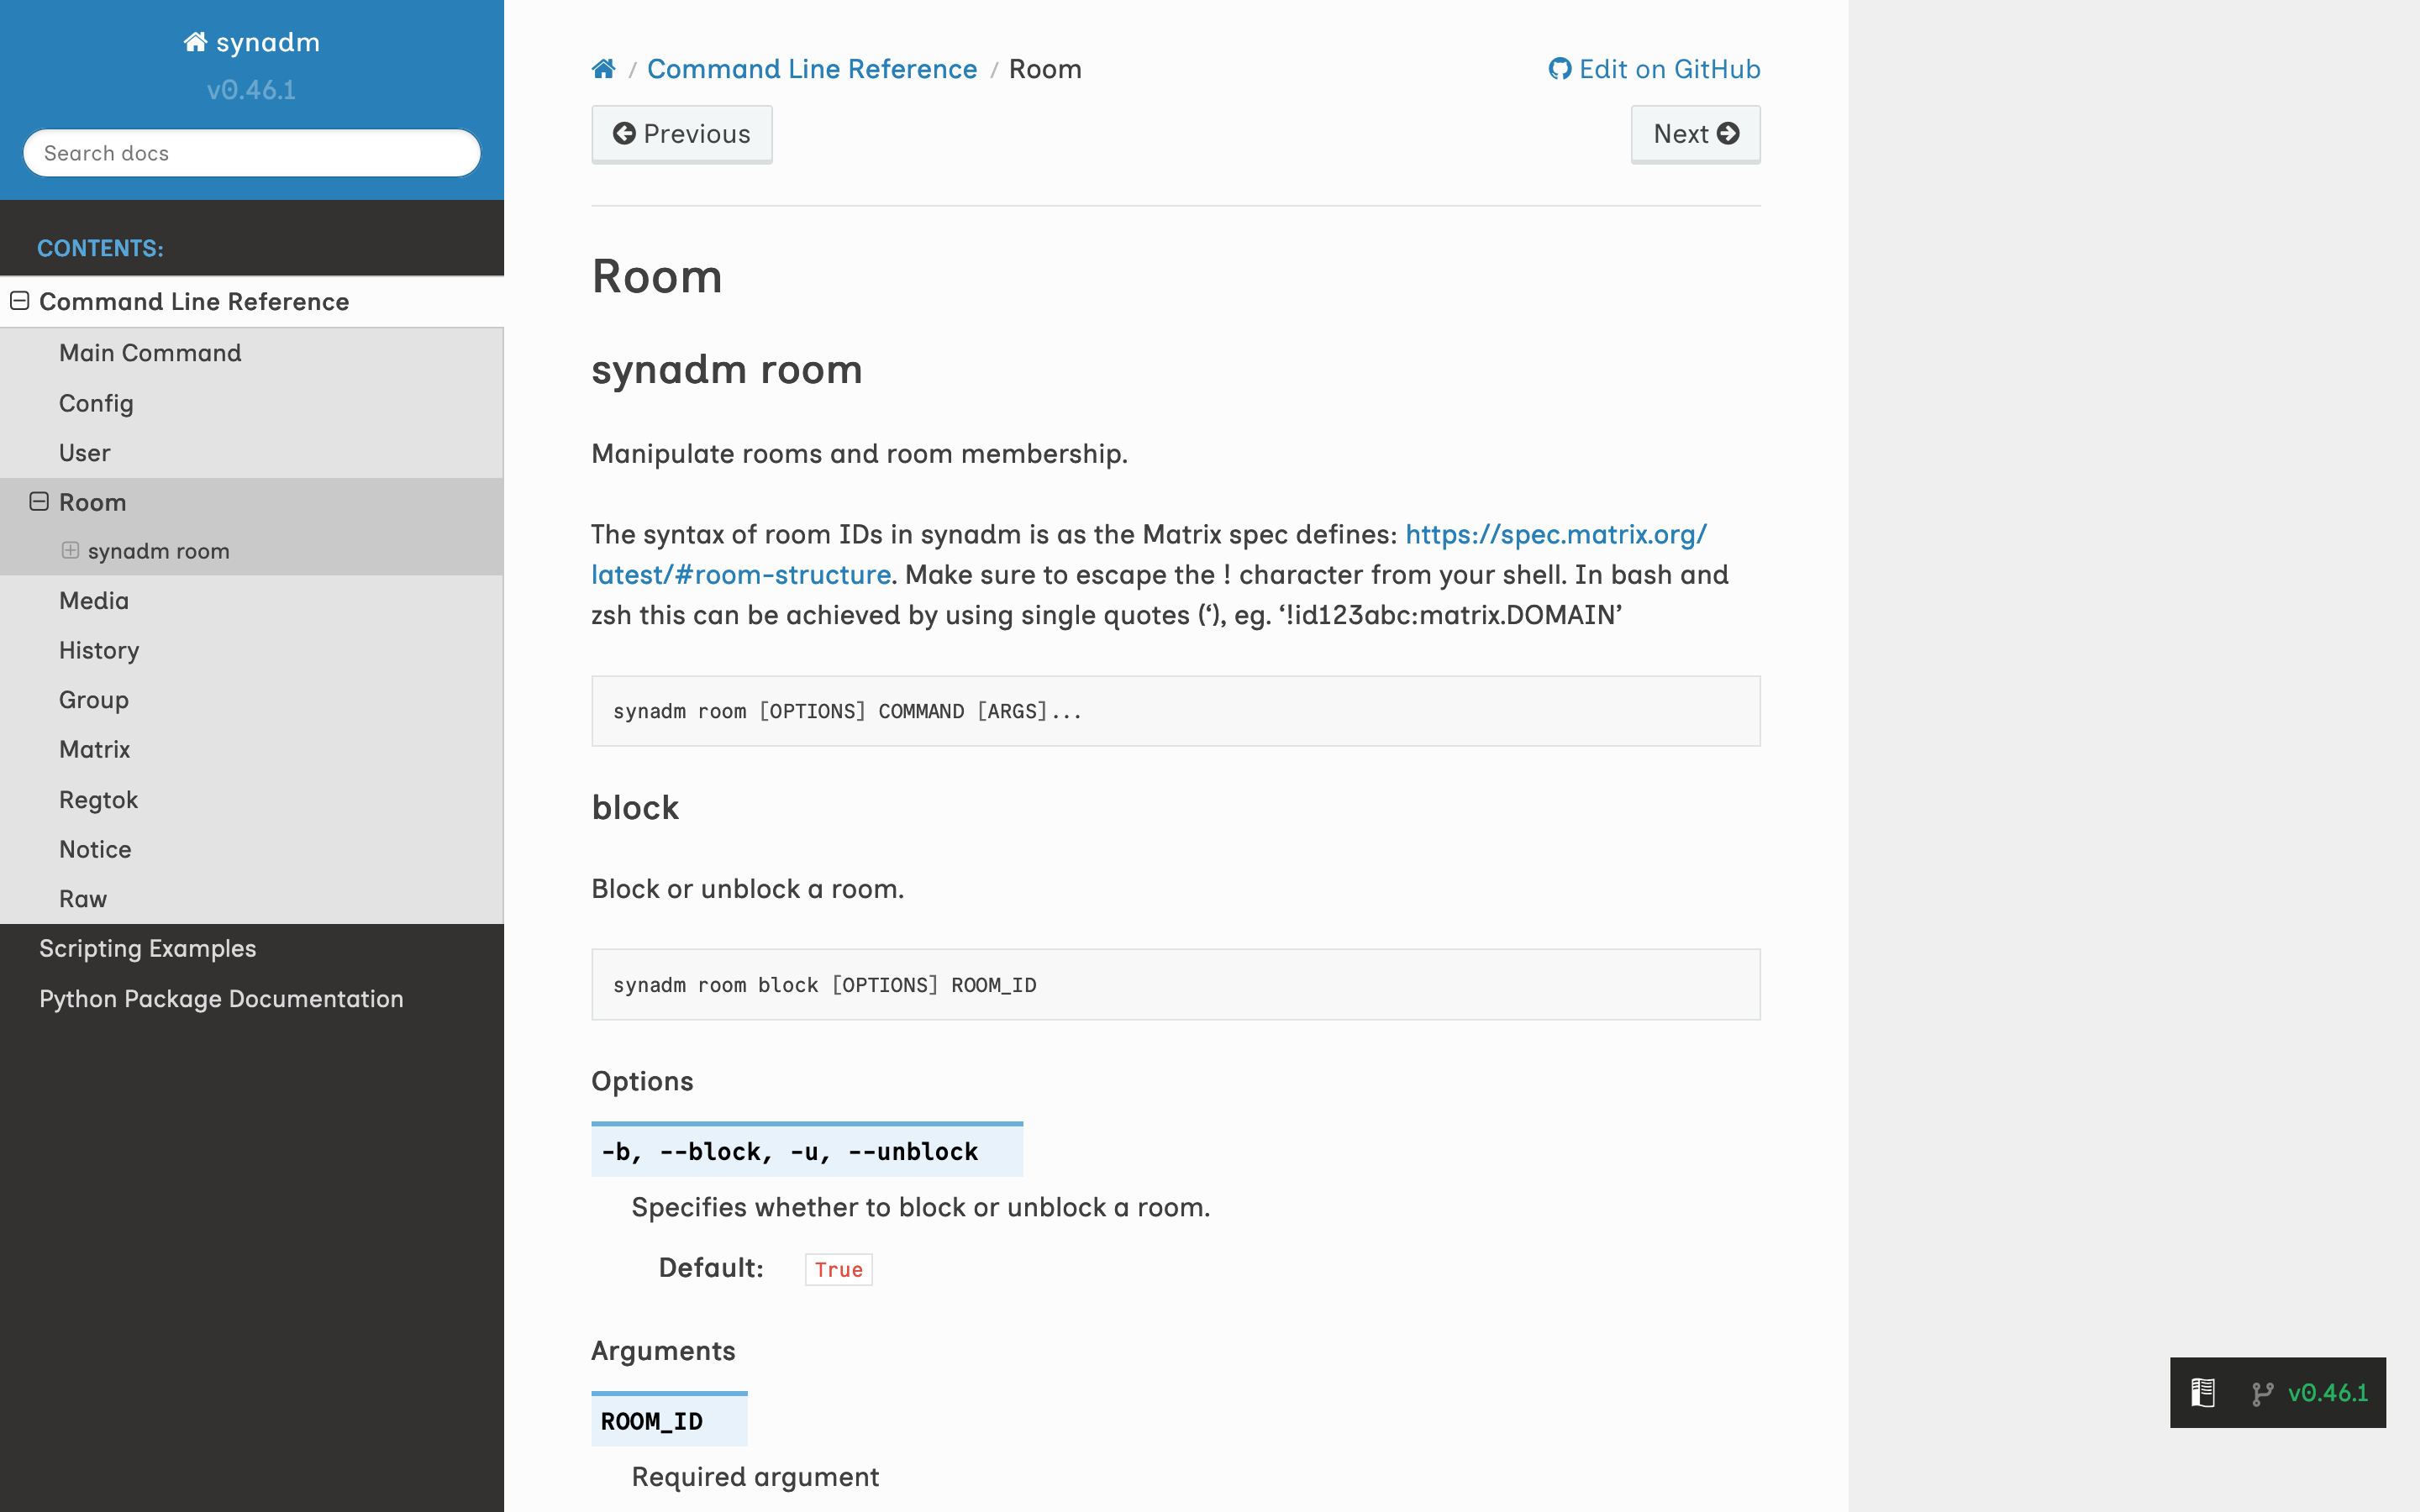 synadm
v0.46.1
Search docs
CONTENTS:
Command Line Reference
Main Command
Config
User
Room
synadm room
Media
History
Group
Matrix
Regtok
Notice
Raw
Scripting Examples
Python Package Documentation
/ Command Line Reference / Room
Edit on GitHub
Previous
Next
Room
synadm room
Manipulate rooms and room membership.
The syntax of room IDs in synadm is as the Matrix spec defines: https://spec.matrix.org/
latest/#room-structure. Make sure to escape the ! character from your shell. In bash and
zsh this can be achieved by using single quotes (‘), eg. ‘!id123abc:matrix.DOMAIN’
synadm room [OPTIONS] COMMAND [ARGS]...
block
Block or unblock a room.
synadm room block [OPTIONS] ROOM_ID
Options
-b, --block, -u, --unblock
Specifies whether to block or unblock a room.
Default: True
Arguments
ROOM_ID
Required argument
v0.46.1